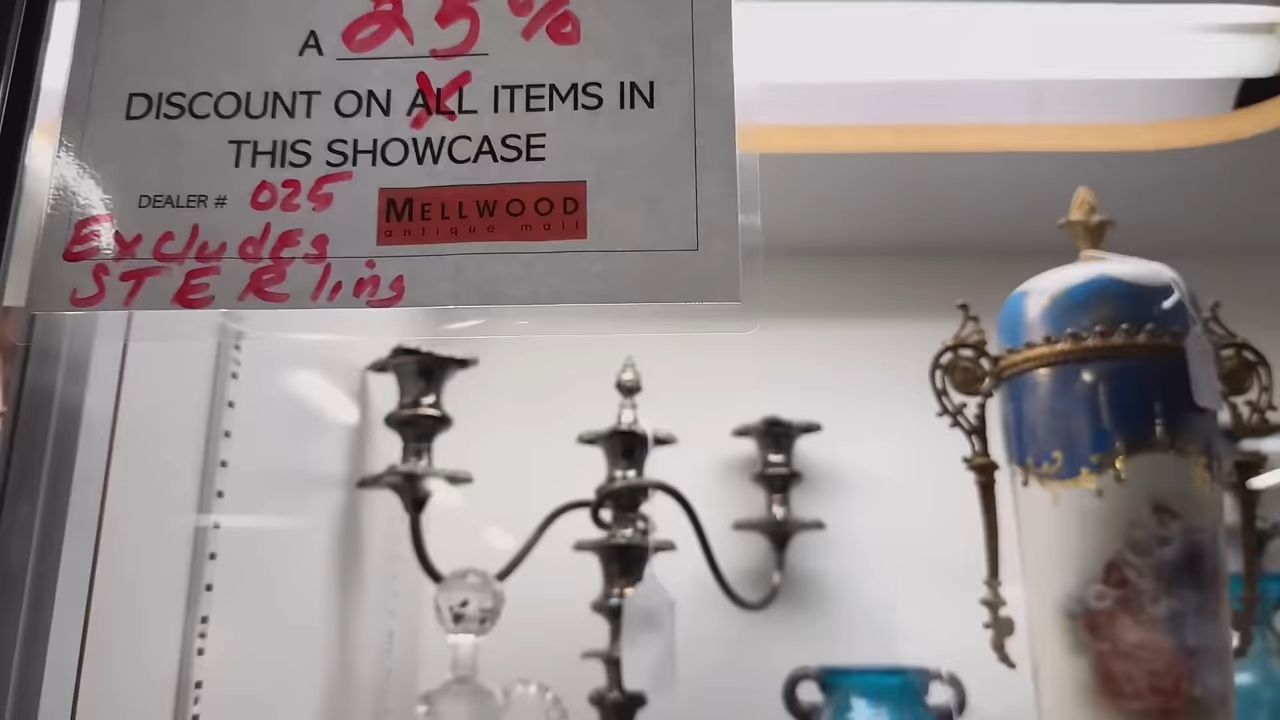 A 25%
DISCOUNT ON ALL ITEMS IN
THIS SHOWCASE
DEALER # 025
MELLWOOD
antique mall
Excludes
STERling